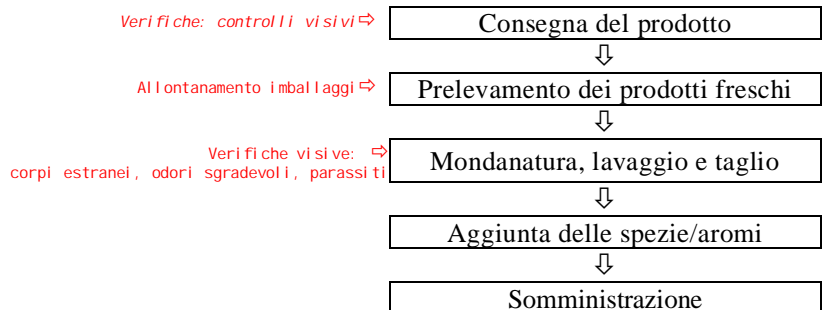 Verifiche: controlli visivi⇨ Consegna del prodotto
⇩
Allontanamento imballaggi⇨ Prelevamento dei prodotti freschi
⇩
Verifiche visive: ⇨
corpi estranei, odori sgradevoli, parassiti
Mondanatura, lavaggio e taglio
⇩
Aggiunta delle spezie/aromi
⇩
Somministrazione